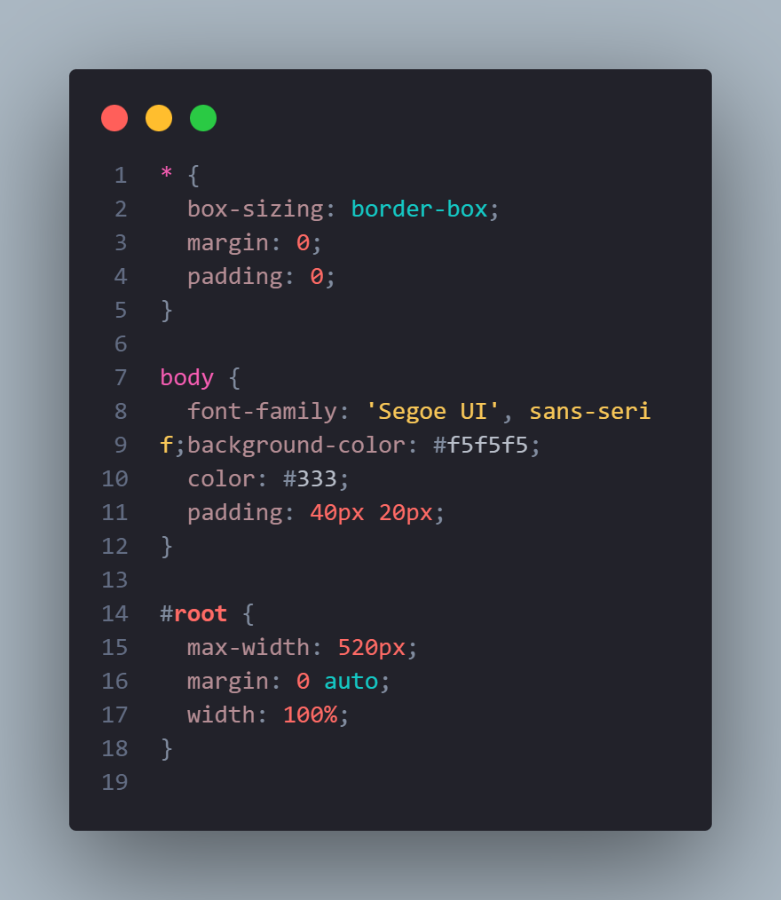 1 * {
2   box-sizing: border-box;
3   margin: 0;
4   padding: 0;
5 }
6
7 body {
8   font-family: 'Segoe UI', sans-seri
9 f;background-color: #f5f5f5;
10   color: #333;
11   padding: 40px 20px;
12 }
13
14 #root {
15   max-width: 520px;
16   margin: 0 auto;
17   width: 100%;
18 }
19